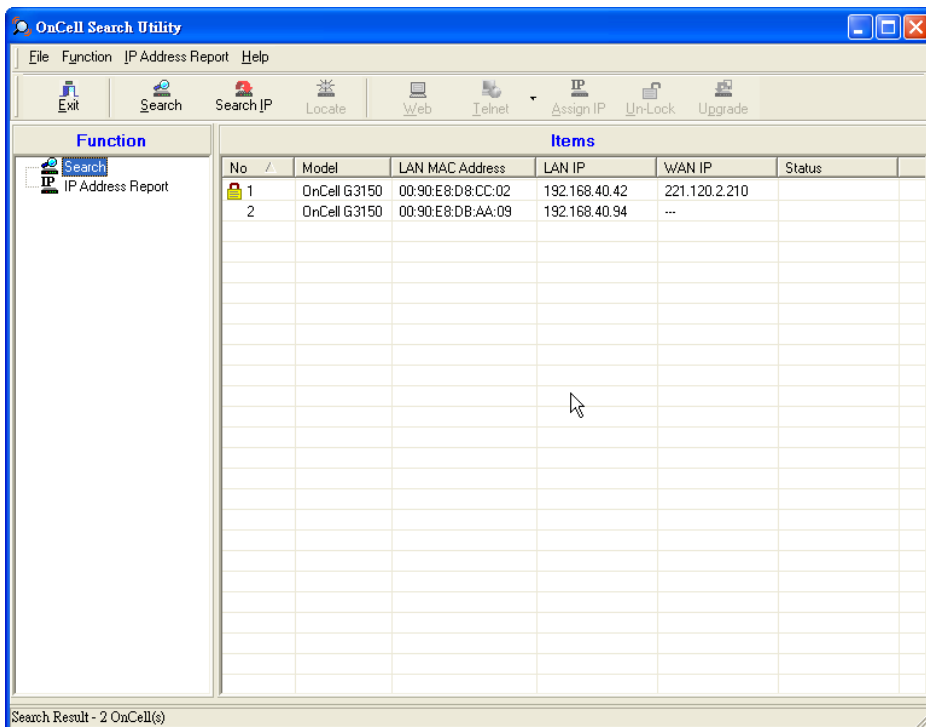 OnCell Search Utility
File Function IP Address Report Help
Exit Search Search IP Locate Web Telnet Assign IP Un-Lock Upgrade
Function Items
Search
IP IP Address Report
No Model LAN MAC Address LAN IP WAN IP Status
1 OnCell G3150 00:90:E8:D8:CC:02 192.168.40.42 221.120.2.210
2 OnCell G3150 00:90:E8:DB:AA:09 192.168.40.94 ---
Search Result - 2 OnCell(s)